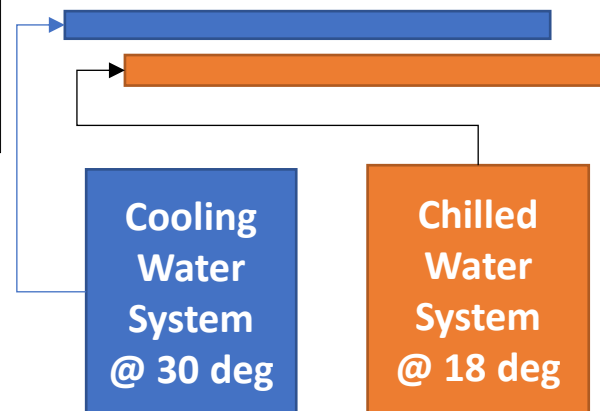 Cooling
Water
System
@ 30 deg
Chilled
Water
System
@ 18 deg